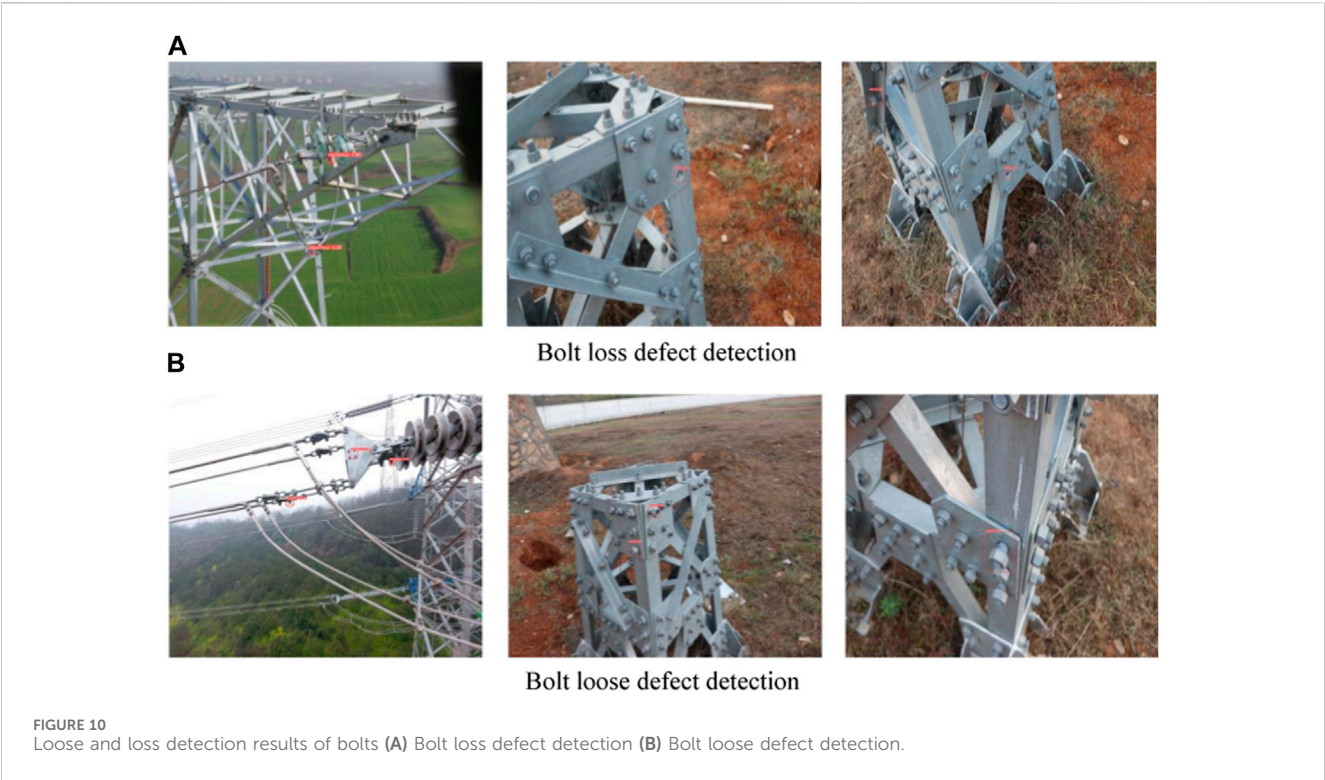 A
Bolt loss defect detection
B
Bolt loose defect detection
FIGURE 10
Loose and loss detection results of bolts (A) Bolt loss defect detection (B) Bolt loose defect detection.